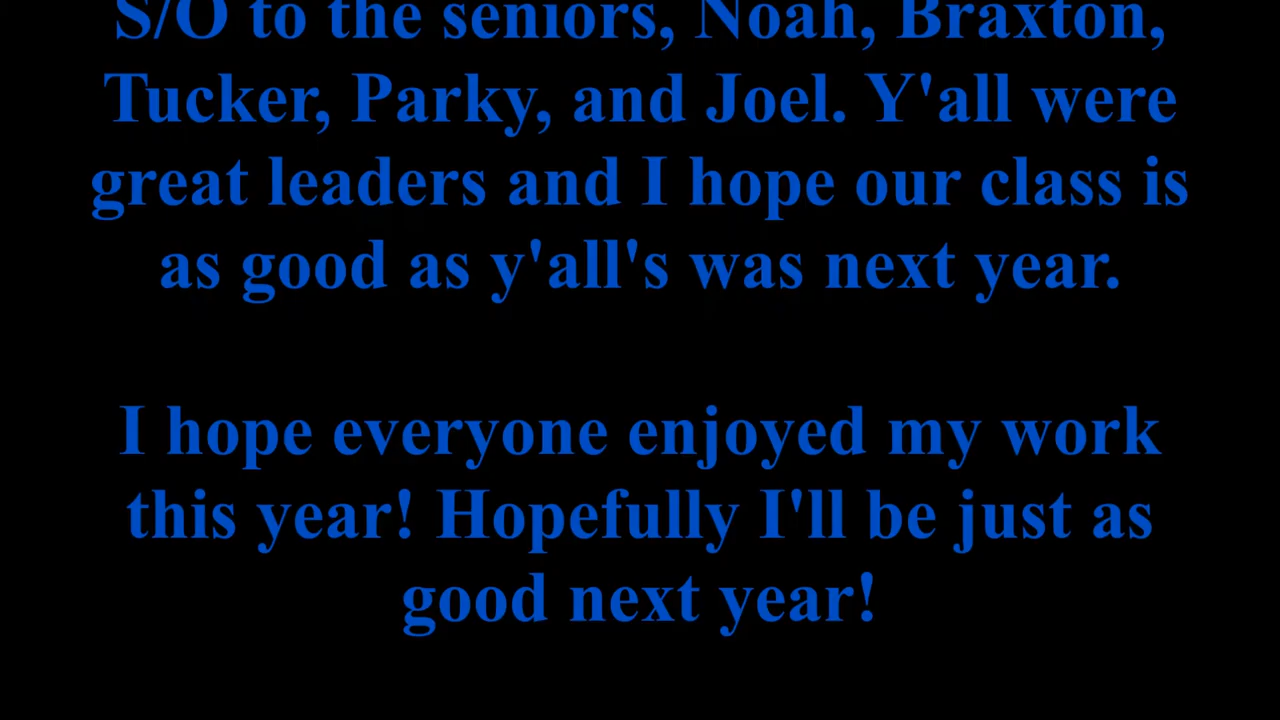 S/O to the seniors, Noah, Braxton,
Tucker, Parky, and Joel. Y'all were
great leaders and I hope our class is
as good as y'all's was next year.
I hope everyone enjoyed my work
this year! Hopefully I'll be just as
good next year!